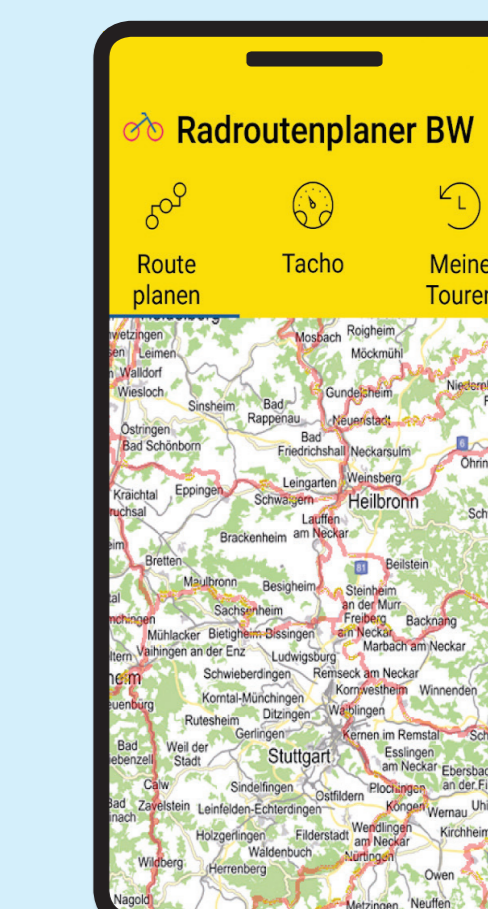 Radroutenplaner BW
Route
planen
Tacho
Meine
Touren
Leimen
Walldorf
Wiesloch
Sinsheim
Mosbach
Roigheim
Möckmühl
Gundelsheim
Bad
Rappenau
Neuenstadt
Östringen
Bad Schönborn
Bad
Friedrichshall
Neckarsulm
6
Kraichtal
Eppingen
Leingarten
Schwaigern
Weinsberg
Heilbronn
Lauffen
am Neckar
Brackenheim
Bretten
81
Beilstein
Maulbronn
Besigheim
Steinheim
an der Murr
Sachsenheim
Freiberg
am Neckar
Backnang
Mühlacker
Bietigheim-Bissingen
Marbach am Neckar
Vaihingen an der Enz
Ludwigsburg
Schwieberdingen
Remseck am Neckar
Kornwestheim
Winnenden
Korntal-Münchingen
Rutesheim
Ditzingen
Waiblingen
Gerlingen
Kernen im Remstal
Bad
Weil der
Stadt
Stuttgart
Esslingen
am Neckar
Calw
Sindelfingen
Ostfildern
Plochingen
Zavelstein
Leinfelden-Echterdingen
Köngen
Wernau
Holzgerlingen
Filderstadt
Wendlingen
am Neckar
Kirchheim
Waldenbuch
Nürtingen
Wildberg
Herrenberg
Owen
Nagold
Metzingen
Neuffen